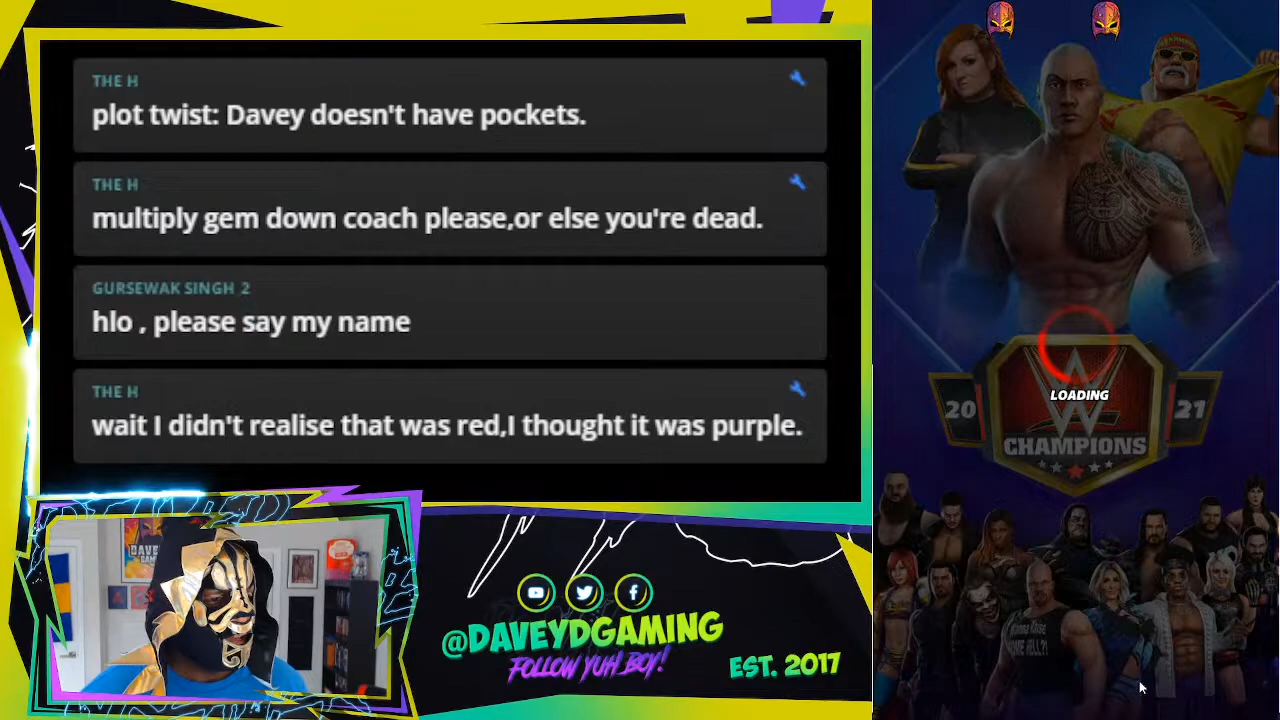 THE H
plot twist: Davey doesn't have pockets.
THE H
multiply gem down coach please,or else you're dead.
GURSEWAK SINGH 2
hlo , please say my name
THE H
wait I didn't realise that was red,I thought it was purple.
@DAVEYDGAMING
FOLLOW YUH BOY!
EST. 2017
LOADING
20 21
CHAMPIONS